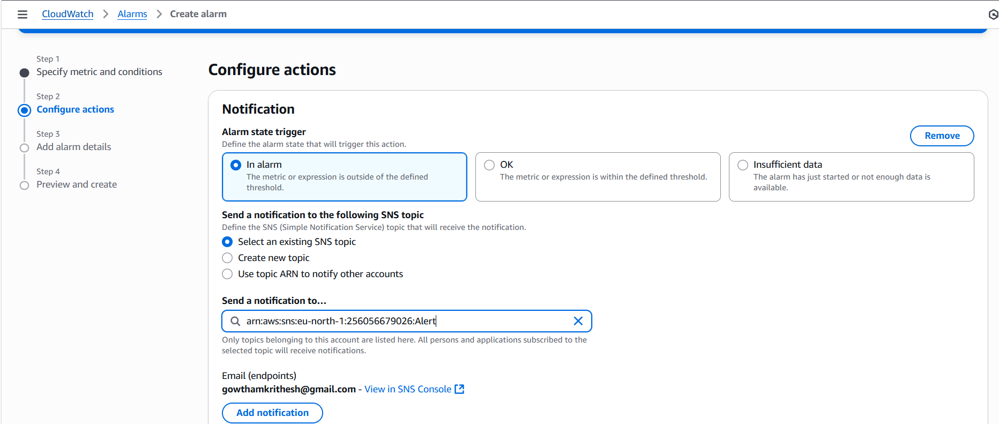 CloudWatch > Alarms > Create alarm
Step 1
Specify metric and conditions
Step 2
Configure actions
Step 3
Add alarm details
Step 4
Preview and create
Configure actions
Notification
Alarm state trigger
Define the alarm state that will trigger this action.
Remove
In alarm
The metric or expression is outside of the defined
threshold.
OK
The metric or expression is within the defined threshold.
Insufficient data
The alarm has just started or not enough data is
available.
Send a notification to the following SNS topic
Define the SNS (Simple Notification Service) topic that will receive the notification.
Select an existing SNS topic
Create new topic
Use topic ARN to notify other accounts
Send a notification to…
arn:aws:sns:eu-north-1:256056679026:Alert
Only topics belonging to this account are listed here. All persons and applications subscribed to the
selected topic will receive notifications.
Email (endpoints)
gowthamkrithesh@gmail.com - View in SNS Console
Add notification